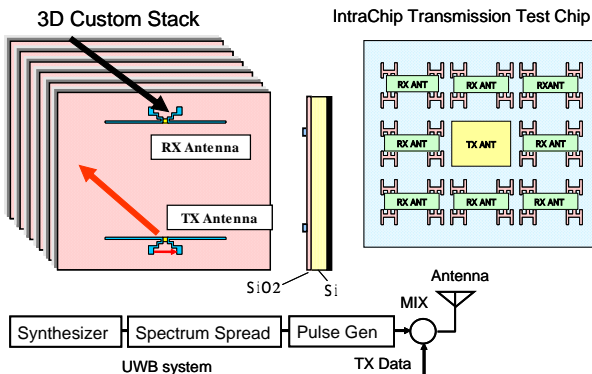 3D Custom Stack
IntraChip Transmission Test Chip
RX ANT RX ANT RXANT
RX Antenna
RX ANT TX ANT RX ANT
TX Antenna
RX ANT RX ANT RX ANT
SiO2 Si
Antenna
MIX
Synthesizer Spectrum Spread Pulse Gen
UWB system TX Data